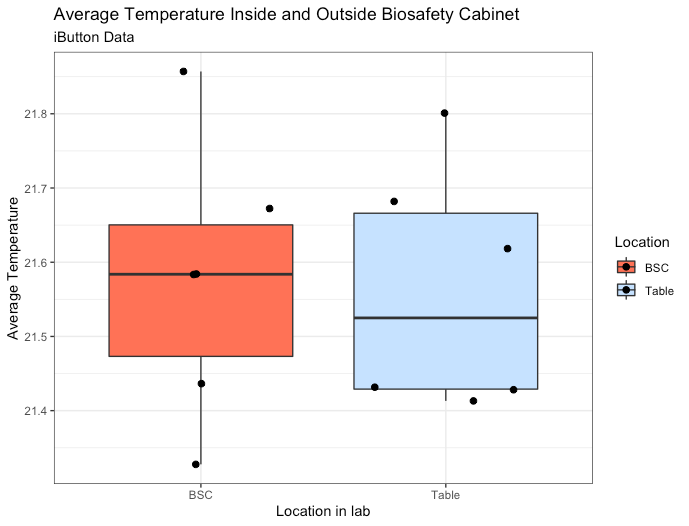 Average Temperature Inside and Outside Biosafety Cabinet
iButton Data
Average Temperature
21.8
21.7
21.6
21.5
21.4
BSC
Table
Location in lab
Location
BSC
Table